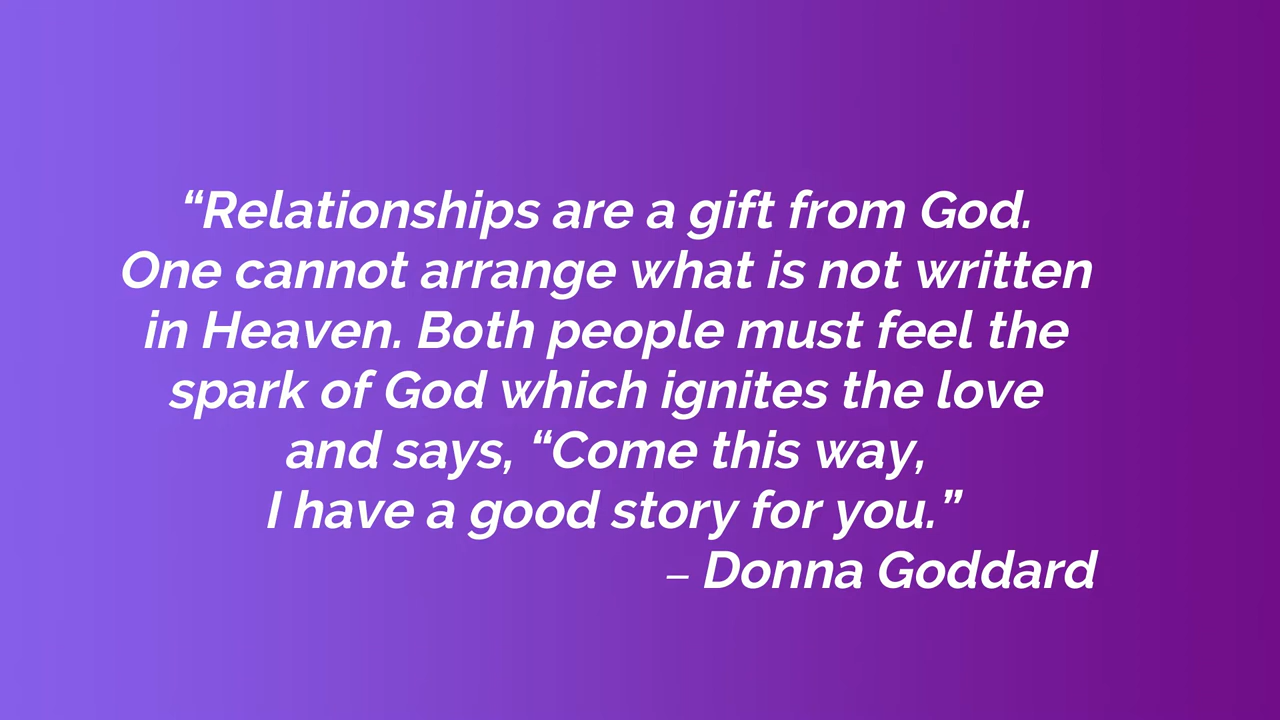 “Relationships are a gift from God.
One cannot arrange what is not written
in Heaven. Both people must feel the
spark of God which ignites the love
and says, “Come this way,
I have a good story for you.”
– Donna Goddard